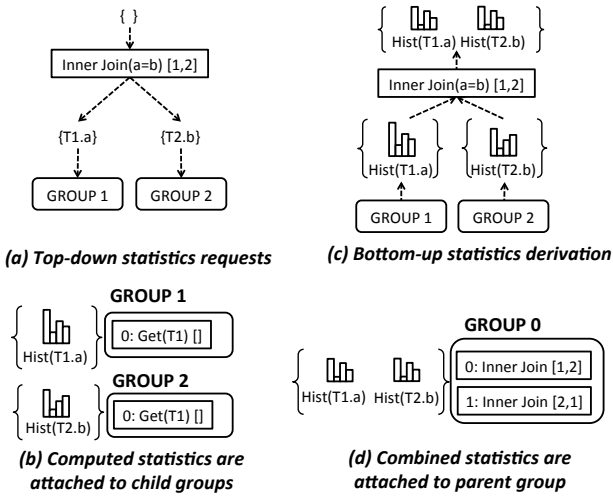 { }
Inner Join(a=b) [1,2]
{T1.a}
{T2.b}
GROUP 1
GROUP 2
(a) Top-down statistics requests
Hist(T1.a) Hist(T2.b)
Inner Join(a=b) [1,2]
Hist(T1.a)
Hist(T2.b)
GROUP 1
GROUP 2
(c) Bottom-up statistics derivation
GROUP 1
0: Get(T1) []
Hist(T1.a)
GROUP 2
0: Get(T1) []
Hist(T2.b)
(b) Computed statistics are
attached to child groups
GROUP 0
0: Inner Join [1,2]
Hist(T1.a) Hist(T2.b)
1: Inner Join [2,1]
(d) Combined statistics are
attached to parent group